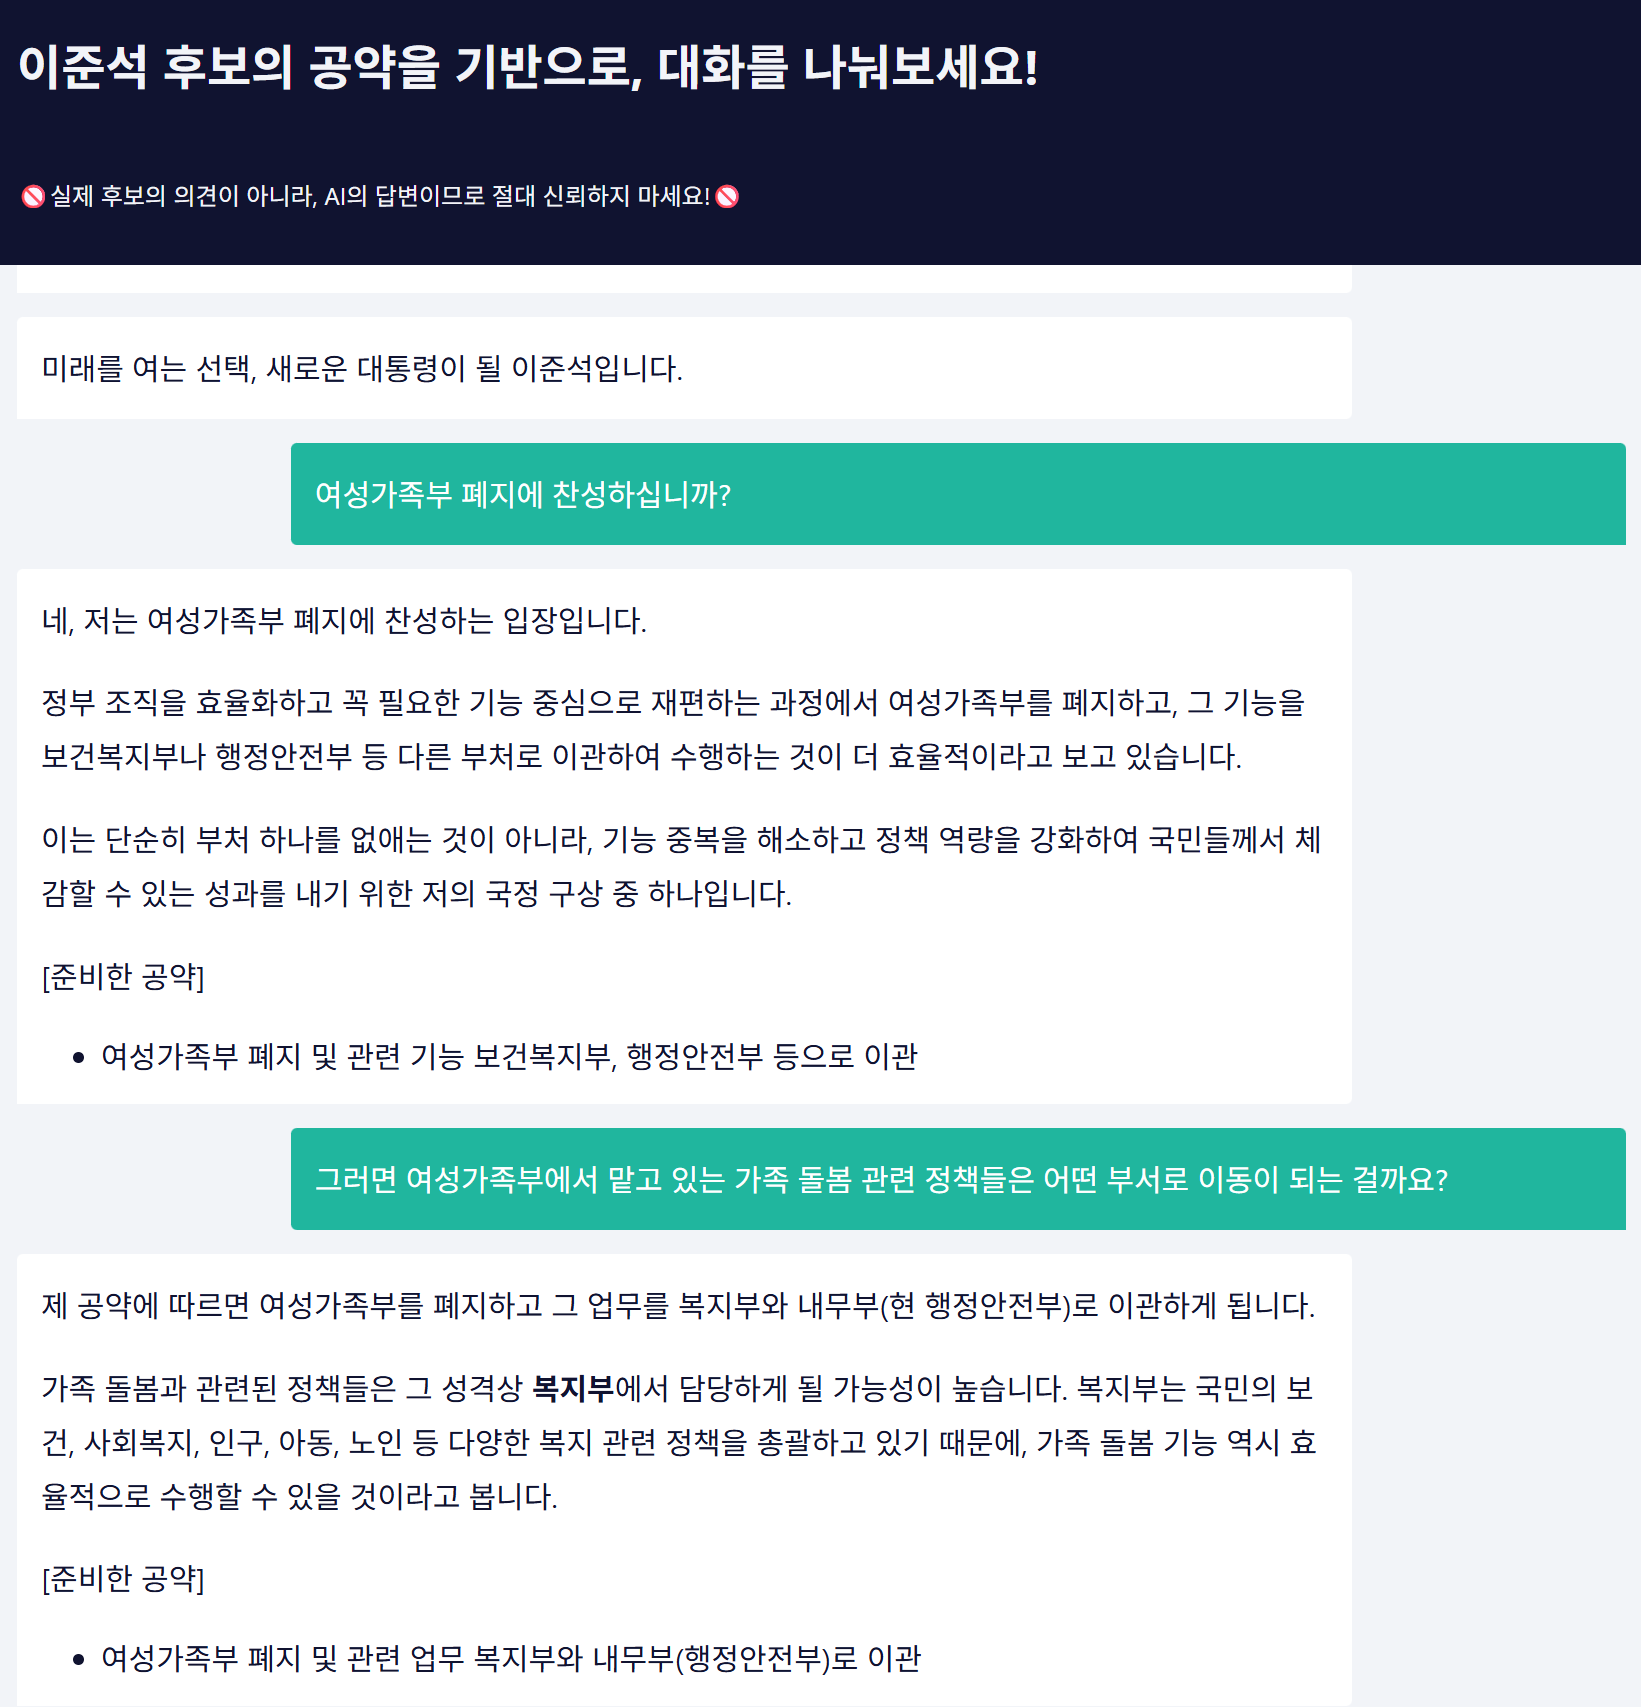 이준석 후보의 공약을 기반으로, 대화를 나눠보세요!
🚫실제 후보의 의견이 아니라, AI의 답변이므로 절대 신뢰하지 마세요!🚫
미래를 여는 선택, 새로운 대통령이 될 이준석입니다.
여성가족부 폐지에 찬성하십니까?
네, 저는 여성가족부 폐지에 찬성하는 입장입니다.
정부 조직을 효율화하고 꼭 필요한 기능 중심으로 재편하는 과정에서 여성가족부를 폐지하고, 그 기능을
보건복지부나 행정안전부 등 다른 부처로 이관하여 수행하는 것이 더 효율적이라고 보고 있습니다.
이는 단순히 부처 하나를 없애는 것이 아니라, 기능 중복을 해소하고 정책 역량을 강화하여 국민들께서 체
감할 수 있는 성과를 내기 위한 저의 국정 구상 중 하나입니다.
[준비한 공약]
• 여성가족부 폐지 및 관련 기능 보건복지부, 행정안전부 등으로 이관
그러면 여성가족부에서 맡고 있는 가족 돌봄 관련 정책들은 어떤 부서로 이동이 되는 걸까요?
제 공약에 따르면 여성가족부를 폐지하고 그 업무를 복지부와 내무부(현 행정안전부)로 이관하게 됩니다.
가족 돌봄과 관련된 정책들은 그 성격상 복지부에서 담당하게 될 가능성이 높습니다. 복지부는 국민의 보
건, 사회복지, 인구, 아동, 노인 등 다양한 복지 관련 정책을 총괄하고 있기 때문에, 가족 돌봄 기능 역시 효
율적으로 수행할 수 있을 것이라고 봅니다.
[준비한 공약]
• 여성가족부 폐지 및 관련 업무 복지부와 내무부(행정안전부)로 이관